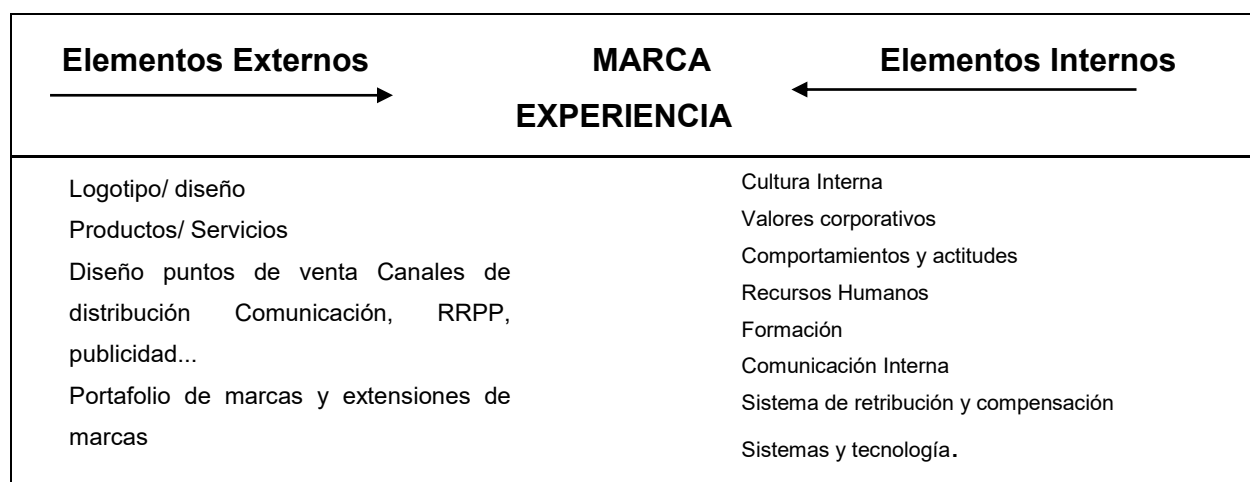 Elementos Externos
MARCA
EXPERIENCIA
Elementos Internos
Logotipo/ diseño
Productos/ Servicios
Diseño puntos de venta Canales de
distribución Comunicación, RRPP,
publicidad...
Portafolio de marcas y extensiones de
marcas
Cultura Interna
Valores corporativos
Comportamientos y actitudes
Recursos Humanos
Formación
Comunicación Interna
Sistema de retribución y compensación
Sistemas y tecnología.